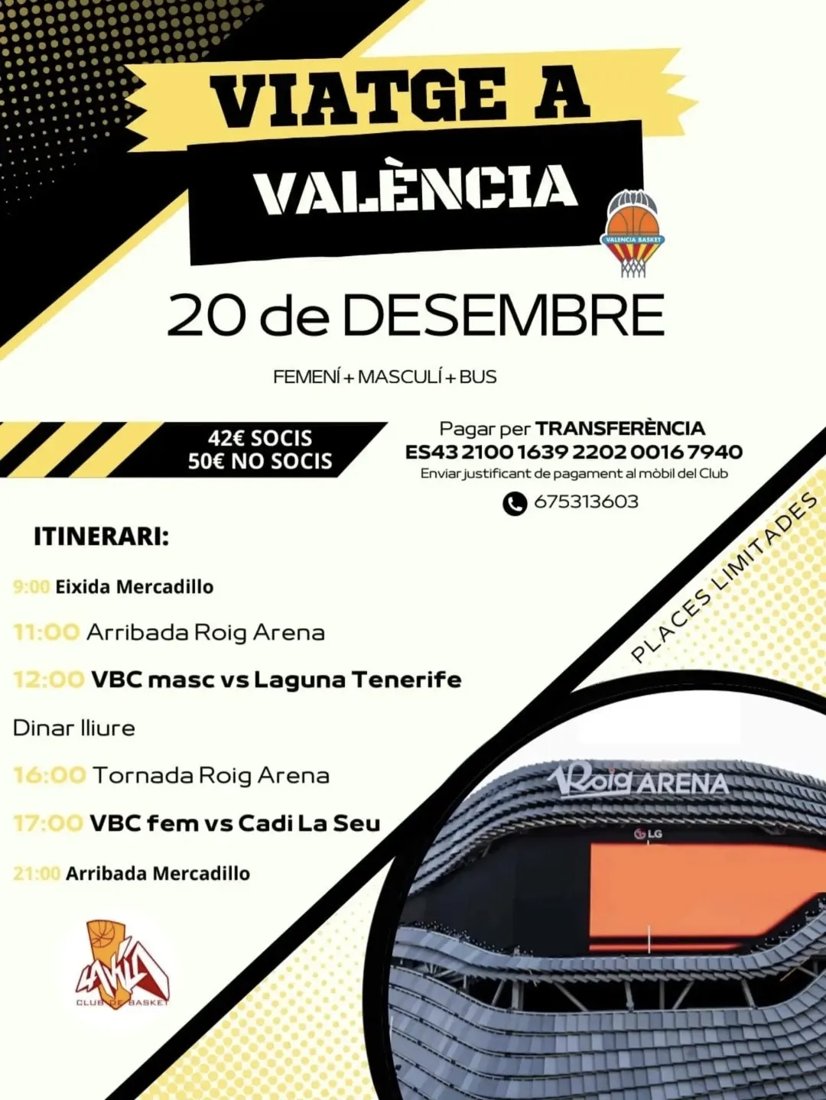 VIATGE A
VALÈNCIA
VALENCIA BASKET
20 de DESEMBRE
FEMENÍ + MASCULÍ + BUS
42€ SOCIS
50€ NO SOCIS
Pagar per TRANSFERÈNCIA
ES43 2100 1639 2202 0016 7940
Enviar justificant de pagament al mòbil del Club
675313603
PLACES LIMITADES
ITINERARI:
9:00 Eixida Mercadillo
11:00 Arribada Roig Arena
12:00 VBC masc vs Laguna Tenerife
Dinar lliure
16:00 Tornada Roig Arena
17:00 VBC fem vs Cadi La Seu
21:00 Arribada Mercadillo
Roig ARENA
LG
LAVILA
CLUB DE BASKET